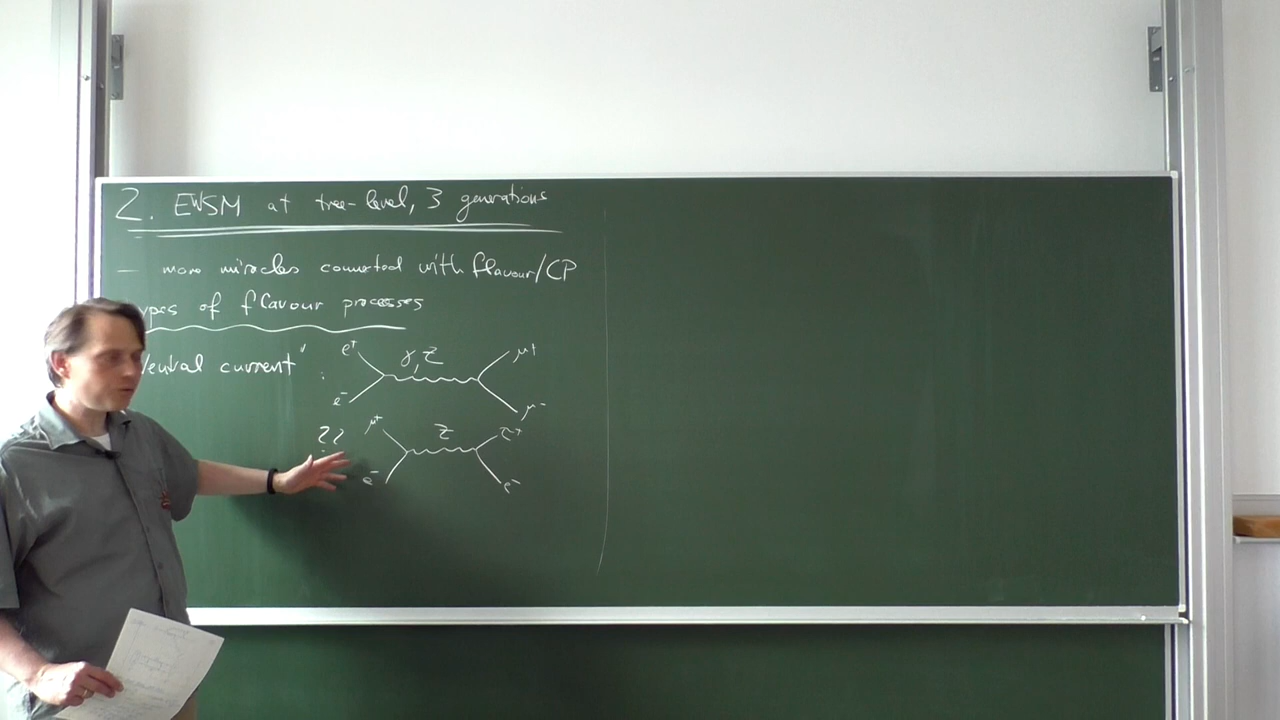 2. EWSM at tree-level, 3 generations
— more miracles connected with flavour/CP
ypes of flavour processes
eutral current" :
e⁺ γ, Z μ⁺
e⁻ μ⁻
?? μ⁺ Z τ⁺
e⁻ e⁻